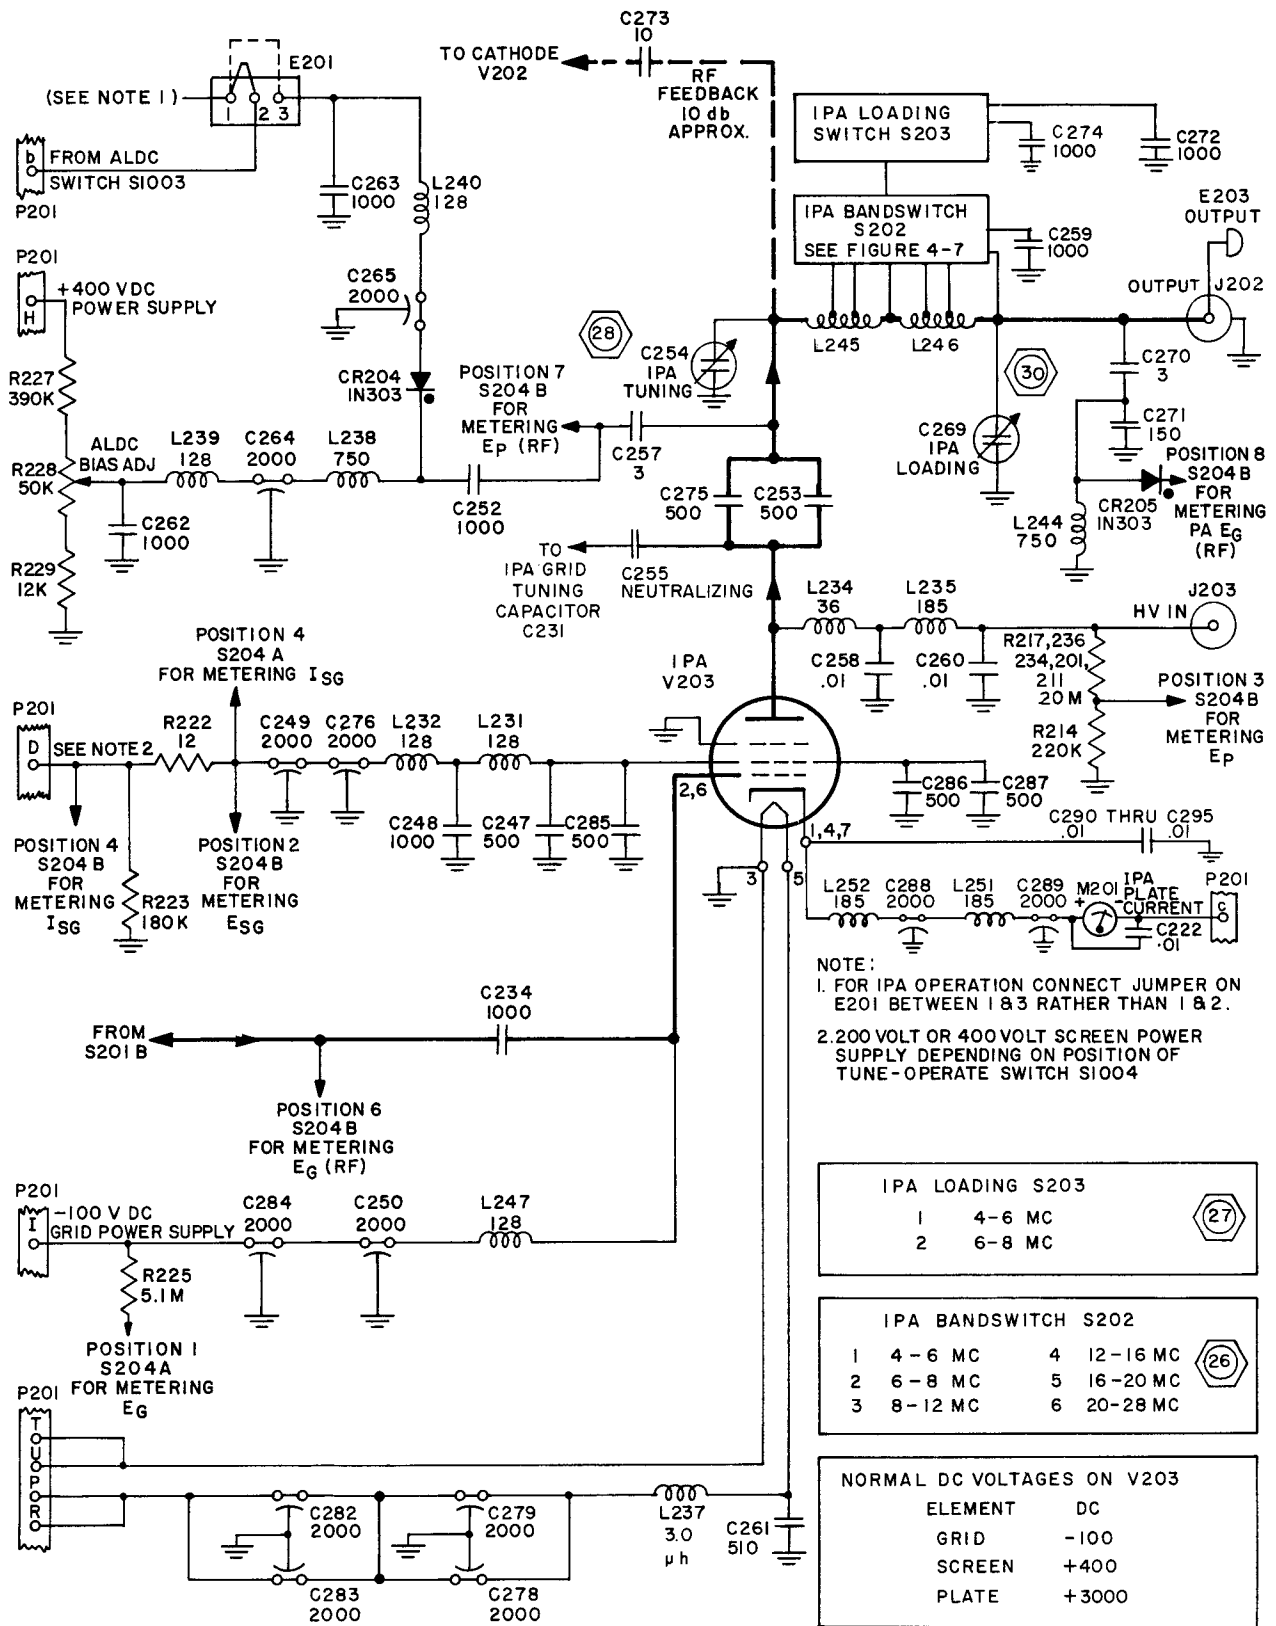 C273
10
TO CATHODE
V202
RF
FEEDBACK
10 db
APPROX.
E201
(SEE NOTE 1)
1 2 3
b
FROM ALDC
SWITCH S1003
P201
C263
1000
L240
128
IPA LOADING
SWITCH S203
C274
1000
C272
1000
IPA BANDSWITCH
S202
SEE FIGURE 4-7
C259
1000
E203
OUTPUT
OUTPUT J202
P201
H
+400 VDC
POWER SUPPLY
C265
2000
28
C254
IPA
TUNING
L245
L246
30
C270
3
C271
150
R227
390K
CR204
IN303
POSITION 7
S204B
FOR
METERING
EP (RF)
C257
3
C269
IPA
LOADING
POSITION 8
S204B
FOR
METERING
PA EG
(RF)
CR205
IN303
L244
750
ALDC
BIAS ADJ
L239
128
C264
2000
L238
750
R228
50K
C262
1000
C252
1000
C275
500
C253
500
R229
12K
TO
IPA GRID
TUNING
CAPACITOR
C231
C255
NEUTRALIZING
L234
36
L235
185
J203
HV IN
POSITION 4
S204A
FOR METERING ISG
IPA
V203
C258
.01
C260
.01
R217,236
234,201,
211
20 M
POSITION 3
S204B
FOR
METERING
EP
R214
220K
P201
D
SEE NOTE 2
R222
12
C249
2000
C276
2000
L232
128
L231
128
2,6
C286
500
C287
500
C248
1000
C247
500
C285
500
1,4,7
C290 THRU C295
.01 .01
3
5
POSITION 4
S204B
FOR
METERING
ISG
R223
180K
POSITION 2
S204B
FOR
METERING
ESG
L252
185
C288
2000
L251
185
C289
2000
M201
+ -
IPA
PLATE
CURRENT
C222
.01
P201
c
NOTE:
1. FOR IPA OPERATION CONNECT JUMPER ON
E201 BETWEEN 1 & 3 RATHER THAN 1 & 2.
2. 200 VOLT OR 400 VOLT SCREEN POWER
SUPPLY DEPENDING ON POSITION OF
TUNE-OPERATE SWITCH S1004
C234
1000
FROM
S201B
POSITION 6
S204B
FOR METERING
EG (RF)
P201
I
-100 V DC
GRID POWER SUPPLY
C284
2000
C250
2000
L247
128
R225
5.1M
POSITION 1
S204A
FOR METERING
EG
IPA LOADING S203
1 4-6 MC
2 6-8 MC
27
IPA BANDSWITCH S202
1 4-6 MC 4 12-16 MC
2 6-8 MC 5 16-20 MC
3 8-12 MC 6 20-28 MC
26
P201
T
U
P
R
C282
2000
C279
2000
L237
3.0
μh
C261
510
C283
2000
C278
2000
NORMAL DC VOLTAGES ON V203
ELEMENT DC
GRID -100
SCREEN +400
PLATE +3000